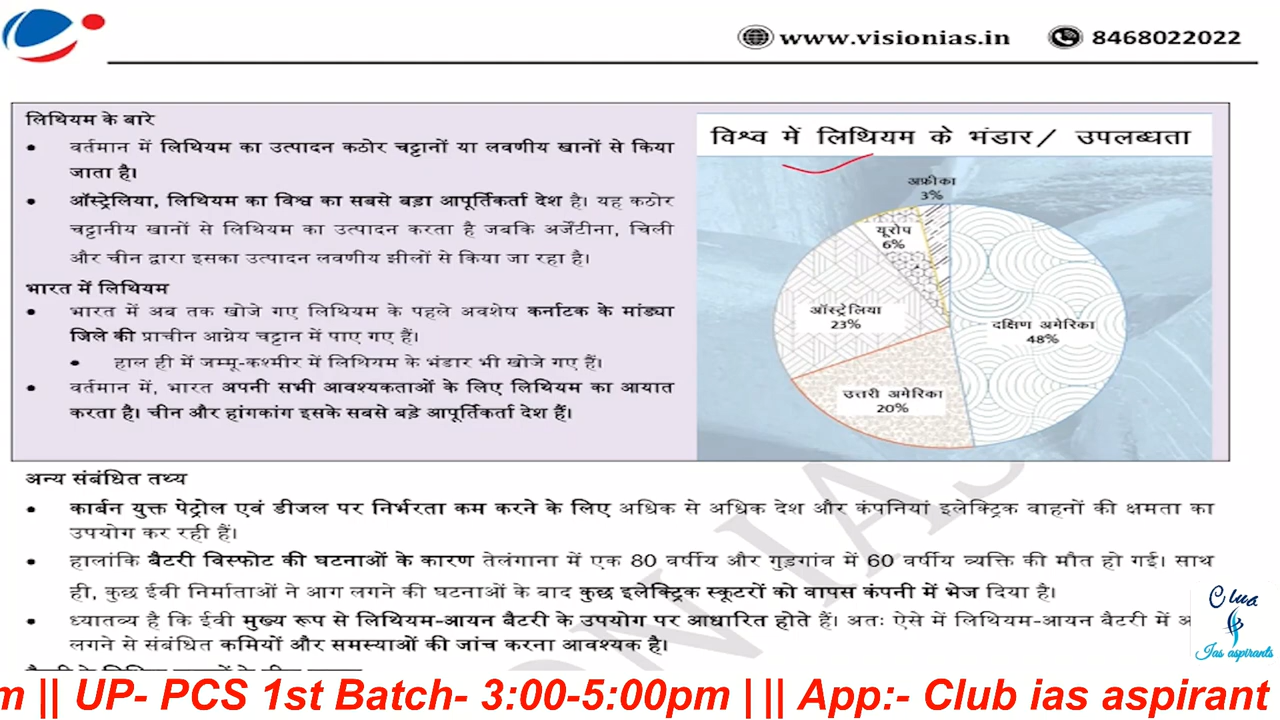 www.visionias.in 8468022022
लिथियम के बारे
वर्तमान में लिथियम का उत्पादन कठोर चट्टानों या लवणीय खानों से किया
जाता है।
ऑस्ट्रेलिया, लिथियम का विश्व का सबसे बड़ा आपूर्तिकर्ता देश है। यह कठोर
चट्टानीय खानों से लिथियम का उत्पादन करता है जबकि अर्जेंटीना, चिली
और चीन द्वारा इसका उत्पादन लवणीय झीलों से किया जा रहा है।
भारत में लिथियम
भारत में अब तक खोजे गए लिथियम के पहले अवशेष कर्नाटक के मांड्या
जिले की प्राचीन आग्नेय चट्टान में पाए गए हैं।
हाल ही में जम्मू-कश्मीर में लिथियम के भंडार भी खोजे गए हैं।
वर्तमान में, भारत अपनी सभी आवश्यकताओं के लिए लिथियम का आयात
करता है। चीन और हांगकांग इसके सबसे बड़े आपूर्तिकर्ता देश हैं।
विश्व में लिथियम के भंडार/ उपलब्धता
अफ्रीका
3%
यूरोप
6%
ऑस्ट्रेलिया
23%
दक्षिण अमेरिका
48%
उत्तरी अमेरिका
20%
अन्य संबंधित तथ्य
कार्बन युक्त पेट्रोल एवं डीजल पर निर्भरता कम करने के लिए अधिक से अधिक देश और कंपनियां इलेक्ट्रिक वाहनों की क्षमता का
उपयोग कर रही हैं।
हालांकि बैटरी विस्फोट की घटनाओं के कारण तेलंगाना में एक 80 वर्षीय और गुड़गांव में 60 वर्षीय व्यक्ति की मौत हो गई। साथ
ही, कुछ ईवी निर्माताओं ने आग लगने की घटनाओं के बाद कुछ इलेक्ट्रिक स्कूटरों को वापस कंपनी में भेज दिया है।
ध्यातव्य है कि ईवी मुख्य रूप से लिथियम-आयन बैटरी के उपयोग पर आधारित होते हैं। अतः ऐसे में लिथियम-आयन बैटरी में
लगने से संबंधित कमियों और समस्याओं की जांच करना आवश्यक है।
Club
Ias aspirants
m || UP- PCS 1st Batch- 3:00-5:00pm | || App:- Club ias aspirant